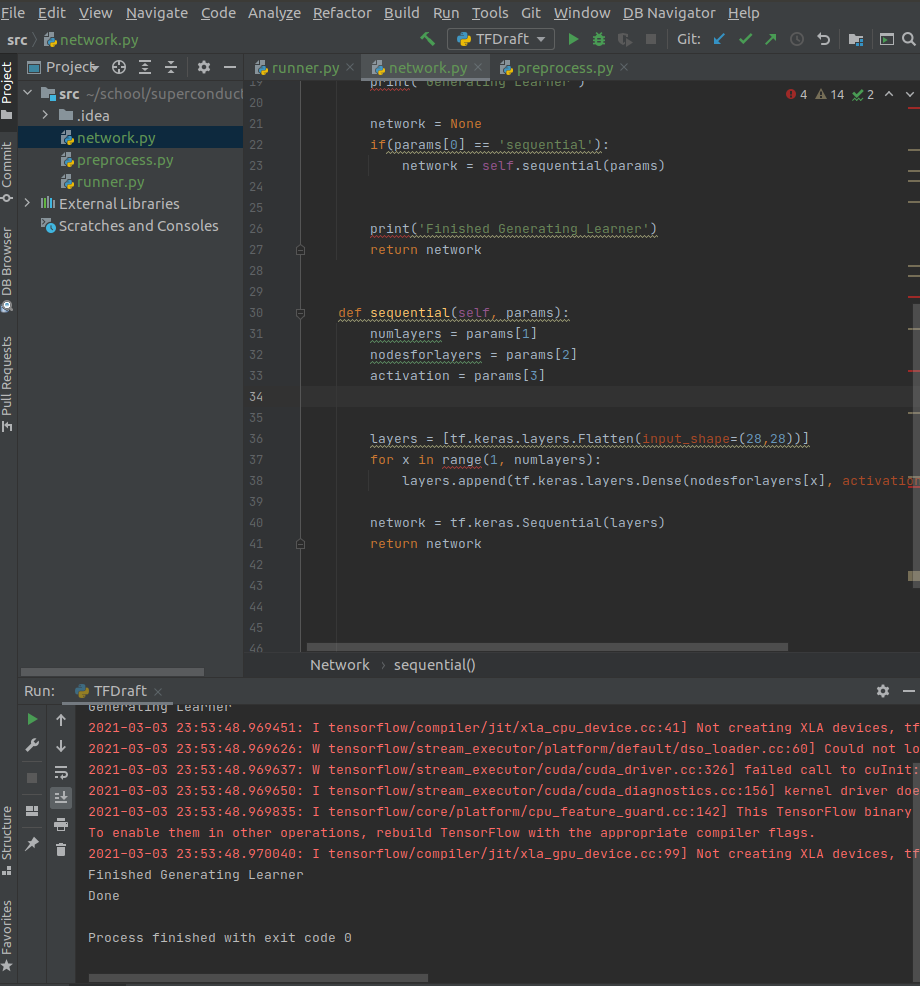 File Edit View Navigate Code Analyze Refactor Build Run Tools Git Window DB Navigator Help
src network.py TFDraft Git:
Project
runner.py network.py preprocess.py
src ~/school/superconduct
.idea
network.py
preprocess.py
runner.py
External Libraries
Scratches and Consoles
Project
Commit
DB Browser
Pull Requests
Structure
Favorites
4 14 2
19 print('Generating Learner')
20
21 network = None
22 if(params[0] == 'sequential'):
23 network = self.sequential(params)
24
25
26 print('Finished Generating Learner')
27 return network
28
29
30 def sequential(self, params):
31 numlayers = params[1]
32 nodesforlayers = params[2]
33 activation = params[3]
34
35
36 layers = [tf.keras.layers.Flatten(input_shape=(28,28))]
37 for x in range(1, numlayers):
38 layers.append(tf.keras.layers.Dense(nodesforlayers[x], activation
39
40 network = tf.keras.Sequential(layers)
41 return network
42
43
44
45
46
Network sequential()
Run: TFDraft
Generating Learner
2021-03-03 23:53:48.969451: I tensorflow/compiler/jit/xla_cpu_device.cc:41] Not creating XLA devices, tf
2021-03-03 23:53:48.969626: W tensorflow/stream_executor/platform/default/dso_loader.cc:60] Could not lo
2021-03-03 23:53:48.969637: W tensorflow/stream_executor/cuda/cuda_driver.cc:326] failed call to cuInit:
2021-03-03 23:53:48.969650: I tensorflow/stream_executor/cuda/cuda_diagnostics.cc:156] kernel driver doe
2021-03-03 23:53:48.969835: I tensorflow/core/platform/cpu_feature_guard.cc:142] This TensorFlow binary
To enable them in other operations, rebuild TensorFlow with the appropriate compiler flags.
2021-03-03 23:53:48.970040: I tensorflow/compiler/jit/xla_gpu_device.cc:99] Not creating XLA devices, tf
Finished Generating Learner
Done
Process finished with exit code 0